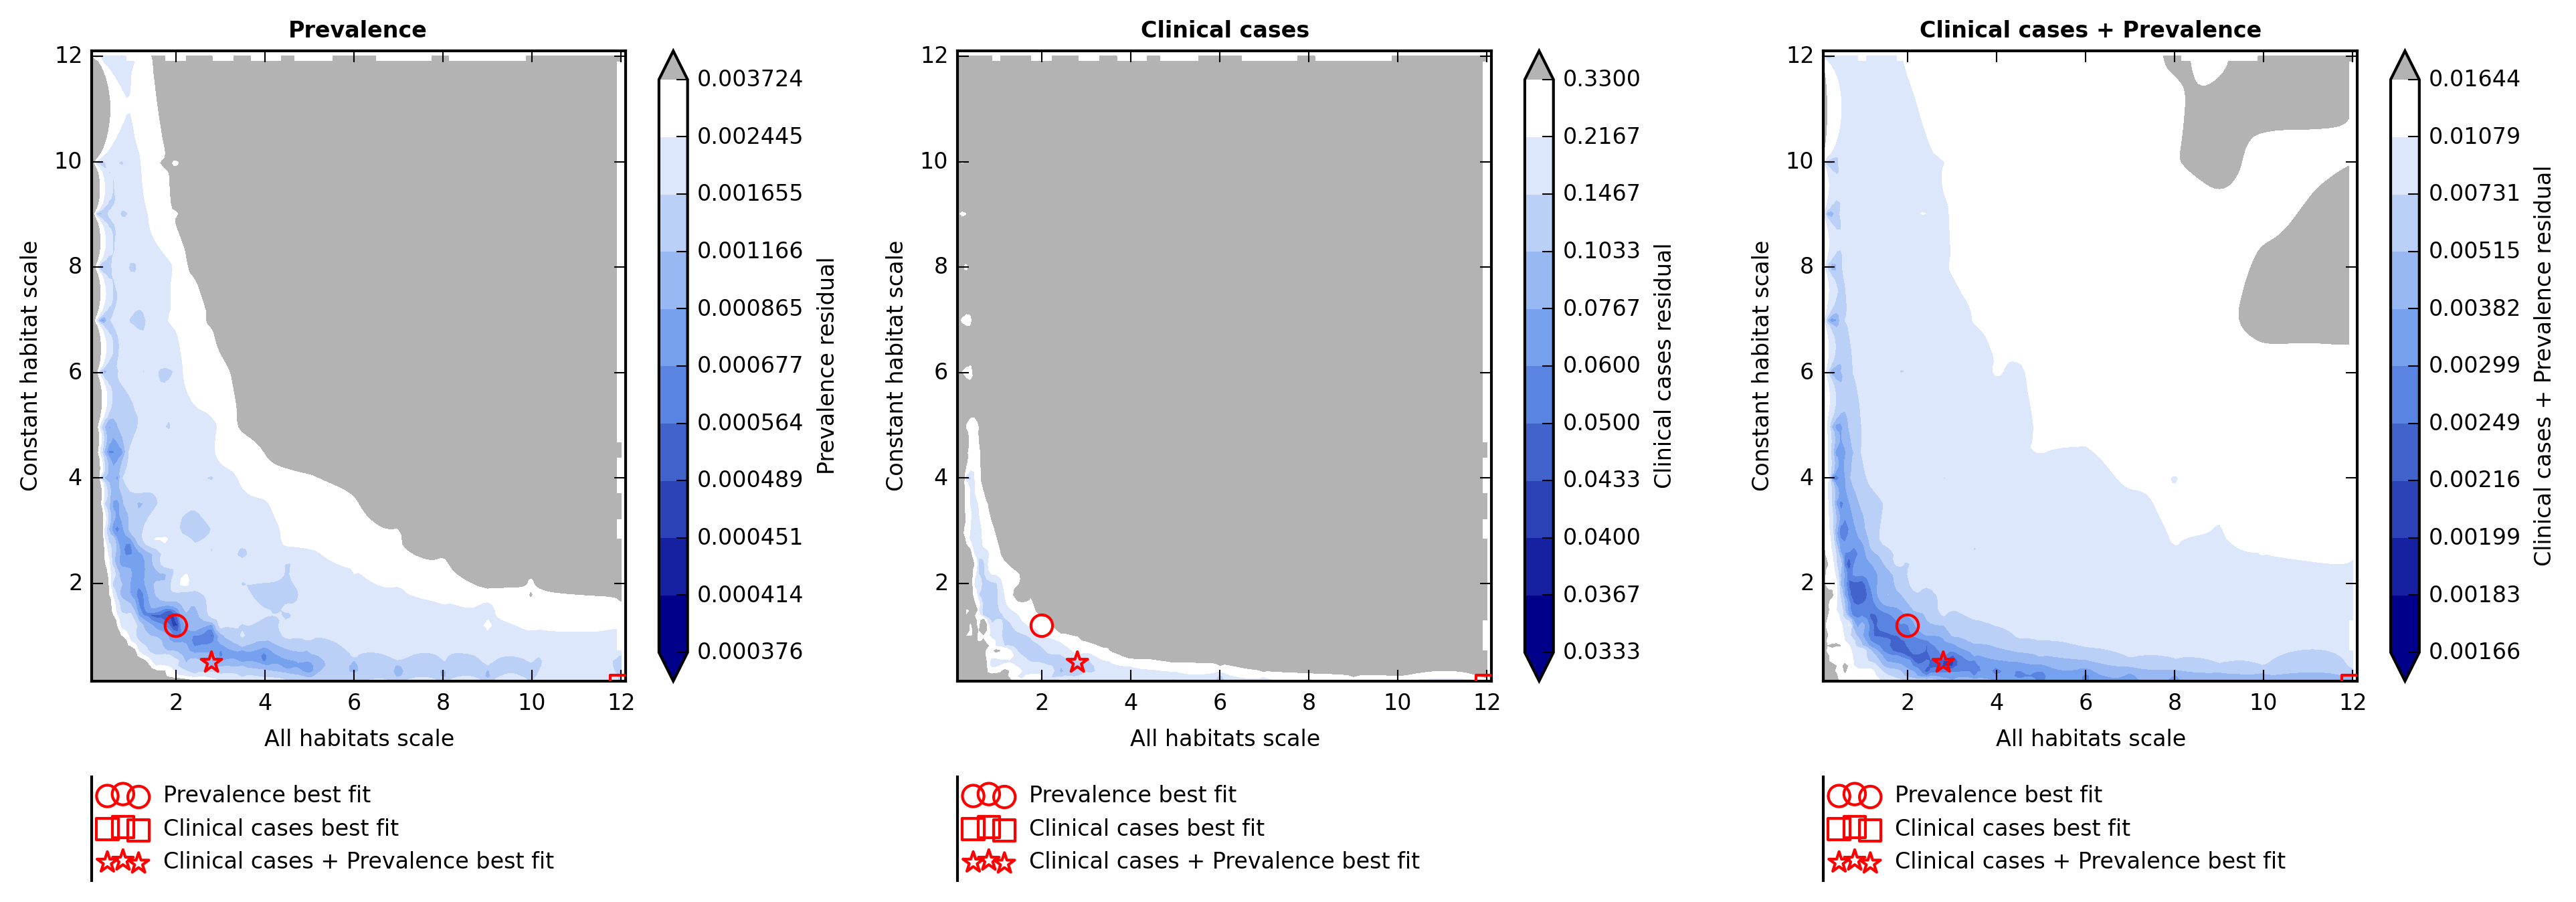 Prevalence
12
10
8
6
4
2
2 4 6 8 10 12
Constant habitat scale
All habitats scale
0.003724
0.002445
0.001655
0.001166
0.000865
0.000677
0.000564
0.000489
0.000451
0.000414
0.000376
Prevalence residual
Prevalence best fit
Clinical cases best fit
Clinical cases + Prevalence best fit
Clinical cases
12
10
8
6
4
2
2 4 6 8 10 12
Constant habitat scale
All habitats scale
0.3300
0.2167
0.1467
0.1033
0.0767
0.0600
0.0500
0.0433
0.0400
0.0367
0.0333
Clinical cases residual
Prevalence best fit
Clinical cases best fit
Clinical cases + Prevalence best fit
Clinical cases + Prevalence
12
10
8
6
4
2
2 4 6 8 10 12
Constant habitat scale
All habitats scale
0.01644
0.01079
0.00731
0.00515
0.00382
0.00299
0.00249
0.00216
0.00199
0.00183
0.00166
Clinical cases + Prevalence residual
Prevalence best fit
Clinical cases best fit
Clinical cases + Prevalence best fit